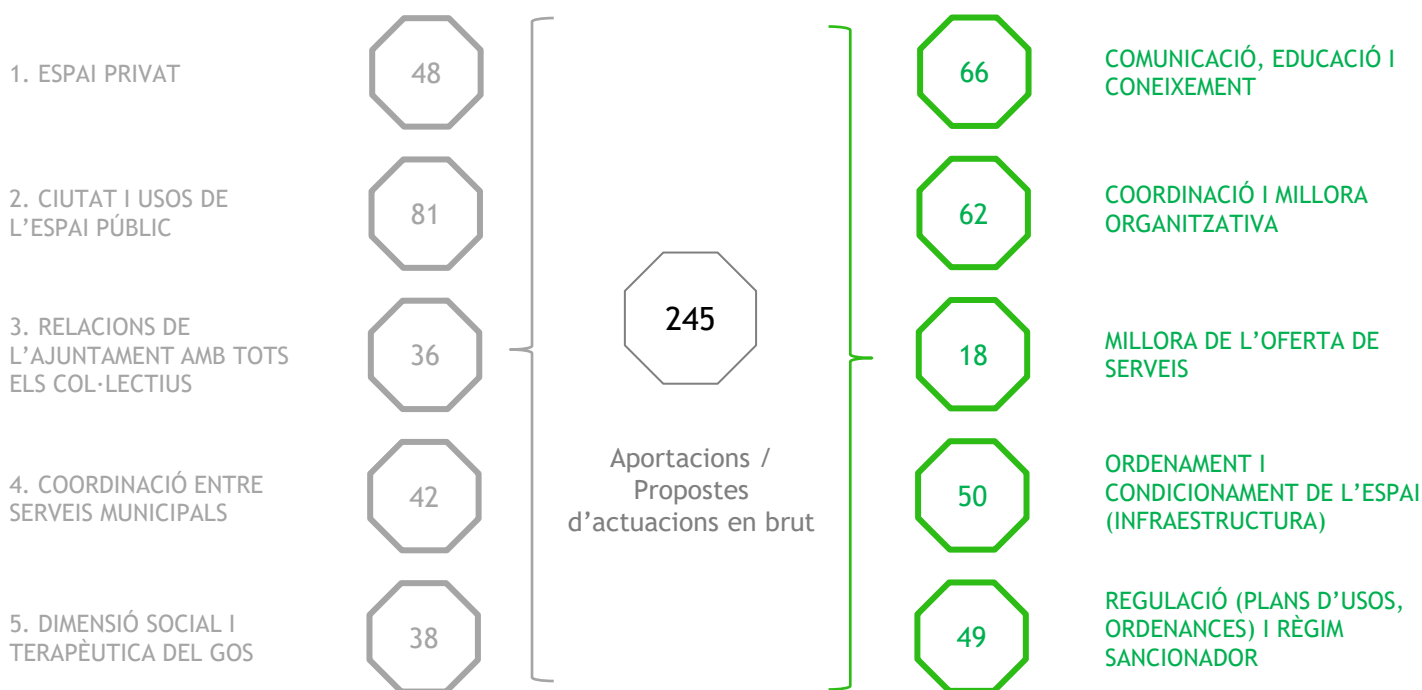 1. ESPAI PRIVAT
48
2. CIUTAT I USOS DE
L’ESPAI PÚBLIC
81
3. RELACIONS DE
L’AJUNTAMENT AMB TOTS
ELS COL·LECTIUS
36
4. COORDINACIÓ ENTRE
SERVEIS MUNICIPALS
42
5. DIMENSIÓ SOCIAL I
TERAPÈUTICA DEL GOS
38
245
Aportacions /
Propostes
d’actuacions en brut
66
COMUNICACIÓ, EDUCACIÓ I
CONEIXEMENT
62
COORDINACIÓ I MILLORA
ORGANITZATIVA
18
MILLORA DE L’OFERTA DE
SERVEIS
50
ORDENAMENT I
CONDICIONAMENT DE L’ESPAI
(INFRAESTRUCTURA)
49
REGULACIÓ (PLANS D’USOS,
ORDENANCES) I RÈGIM
SANCIONADOR